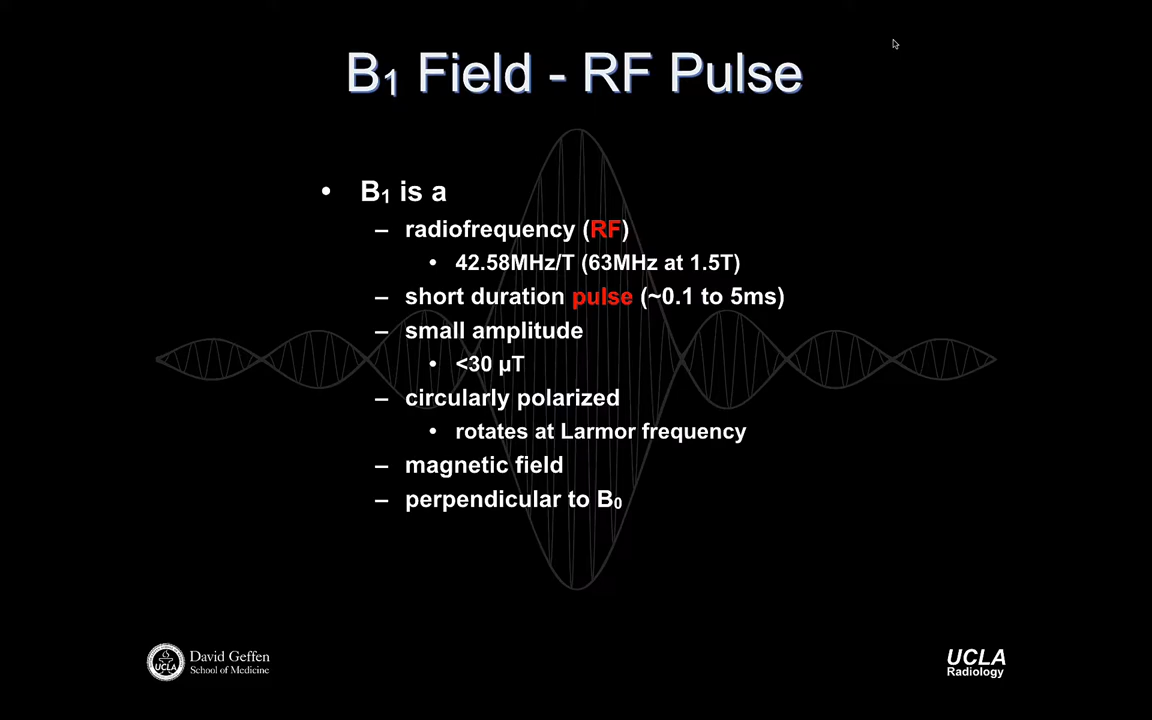 B₁ Field - RF Pulse
• B₁ is a
– radiofrequency (RF)
• 42.58MHz/T (63MHz at 1.5T)
– short duration pulse (~0.1 to 5ms)
– small amplitude
• <30 µT
– circularly polarized
• rotates at Larmor frequency
– magnetic field
– perpendicular to B₀
UCLA
David Geffen
School of Medicine
UCLA
Radiology